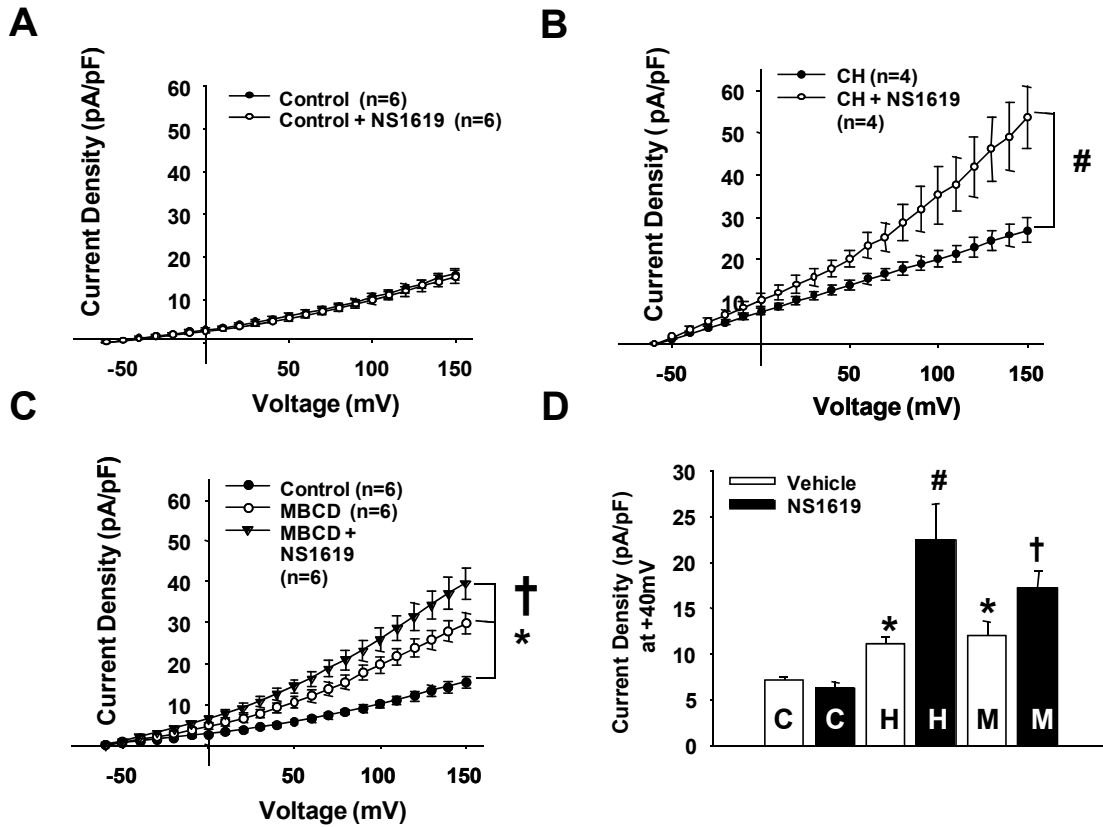 A
Current Density (pA/pF)
60
50
40
30
20
10
Control (n=6)
Control + NS1619 (n=6)
-50
50
100
150
Voltage (mV)
B
Current Density ( pA/pF)
60
50
40
30
20
10
CH (n=4)
CH + NS1619
(n=4)
#
-50
50
100
150
Voltage (mV)
C
Current Density (pA/pF)
60
50
40
30
20
10
Control (n=6)
MBCD (n=6)
MBCD +
NS1619
(n=6)
†
*
-50
50
100
150
Voltage (mV)
D
Current Density (pA/pF)
at +40mV
30
25
20
15
10
5
0
Vehicle
NS1619
#
†
*
*
C
C
H
H
M
M